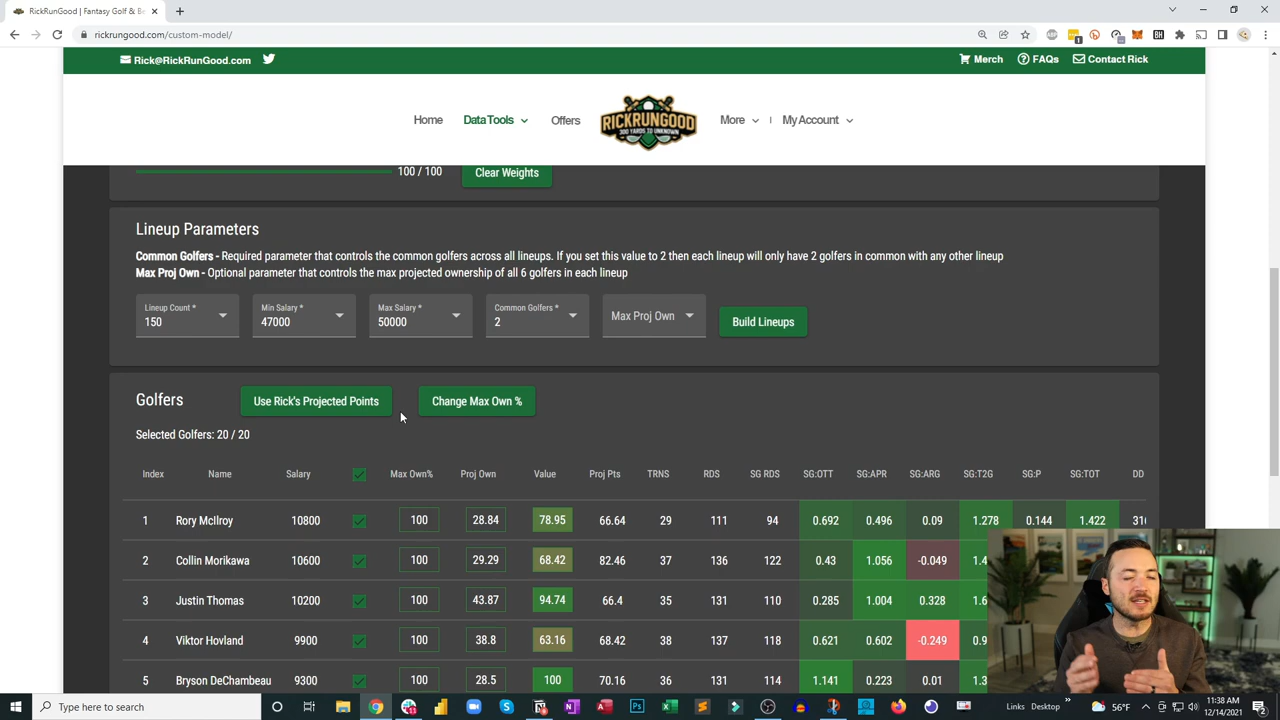 RickRunGood | Fantasy Golf & Be
rickrungood.com/custom-model/
Rick@RickRunGood.com
Merch
FAQs
Contact Rick
Home
Data Tools
Offers
RICKRUNGOOD
300 YARDS TO UNKNOWN
More
My Account
100 / 100
Clear Weights
Lineup Parameters
Common Golfers - Required parameter that controls the common golfers across all lineups. If you set this value to 2 then each lineup will only have 2 golfers in common with any other lineup
Max Proj Own - Optional parameter that controls the max projected ownership of all 6 golfers in each lineup
Lineup Count *
150
Min Salary *
47000
Max Salary *
50000
Common Golfers *
2
Max Proj Own
Build Lineups
Golfers
Use Rick's Projected Points
Change Max Own %
Selected Golfers: 20 / 20
Index Name Salary Max Own% Proj Own Value Proj Pts TRNS RDS SG RDS SG:OTT SG:APR SG:ARG SG:T2G SG:P SG:TOT DD
1 Rory McIlroy 10800 100 28.84 78.95 66.64 29 111 94 0.692 0.496 0.09 1.278 0.144 1.422
2 Collin Morikawa 10600 100 29.29 68.42 82.46 37 136 122 0.43 1.056 -0.049
3 Justin Thomas 10200 100 43.87 94.74 66.4 35 131 110 0.285 1.004 0.328
4 Viktor Hovland 9900 100 38.8 63.16 68.42 38 137 118 0.621 0.602 -0.249
5 Bryson DeChambeau 9300 100 28.5 100 70.16 36 131 114 1.141 0.223 0.01
Type here to search
Links
Desktop
56°F
11:38 AM
12/14/2021